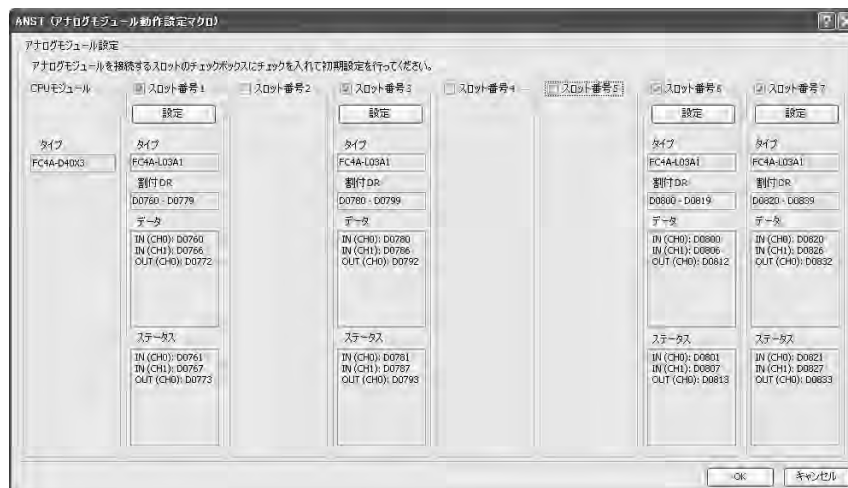 ANST (アナログモジュール動作設定マクロ)
アナログモジュール設定
アナログモジュールを接続するスロットのチェックボックスにチェックを入れて初期設定を行ってください。
CPUモジュール
タイプ
FC4A-D40X3
スロット番号1
設定
タイプ
FC4A-L03A1
割付DR
D0760 - D0779
データ
IN (CH0): D0760
IN (CH1): D0766
OUT (CH0): D0772
ステータス
IN (CH0): D0761
IN (CH1): D0767
OUT (CH0): D0773
スロット番号2
スロット番号3
設定
タイプ
FC4A-L03A1
割付DR
D0780 - D0799
データ
IN (CH0): D0780
IN (CH1): D0786
OUT (CH0): D0792
ステータス
IN (CH0): D0781
IN (CH1): D0787
OUT (CH0): D0793
スロット番号4
スロット番号5
スロット番号6
設定
タイプ
FC4A-L03A1
割付DR
D0800 - D0819
データ
IN (CH0): D0800
IN (CH1): D0806
OUT (CH0): D0812
ステータス
IN (CH0): D0801
IN (CH1): D0807
OUT (CH0): D0813
スロット番号7
設定
タイプ
FC4A-L03A1
割付DR
D0820 - D0839
データ
IN (CH0): D0820
IN (CH1): D0826
OUT (CH0): D0832
ステータス
IN (CH0): D0821
IN (CH1): D0827
OUT (CH0): D0833
OK
キャンセル